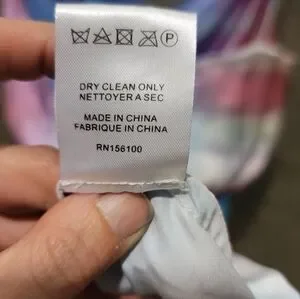 P
DRY CLEAN ONLY
NETTOYER A SEC
MADE IN CHINA
FABRIQUE IN CHINA
RN156100